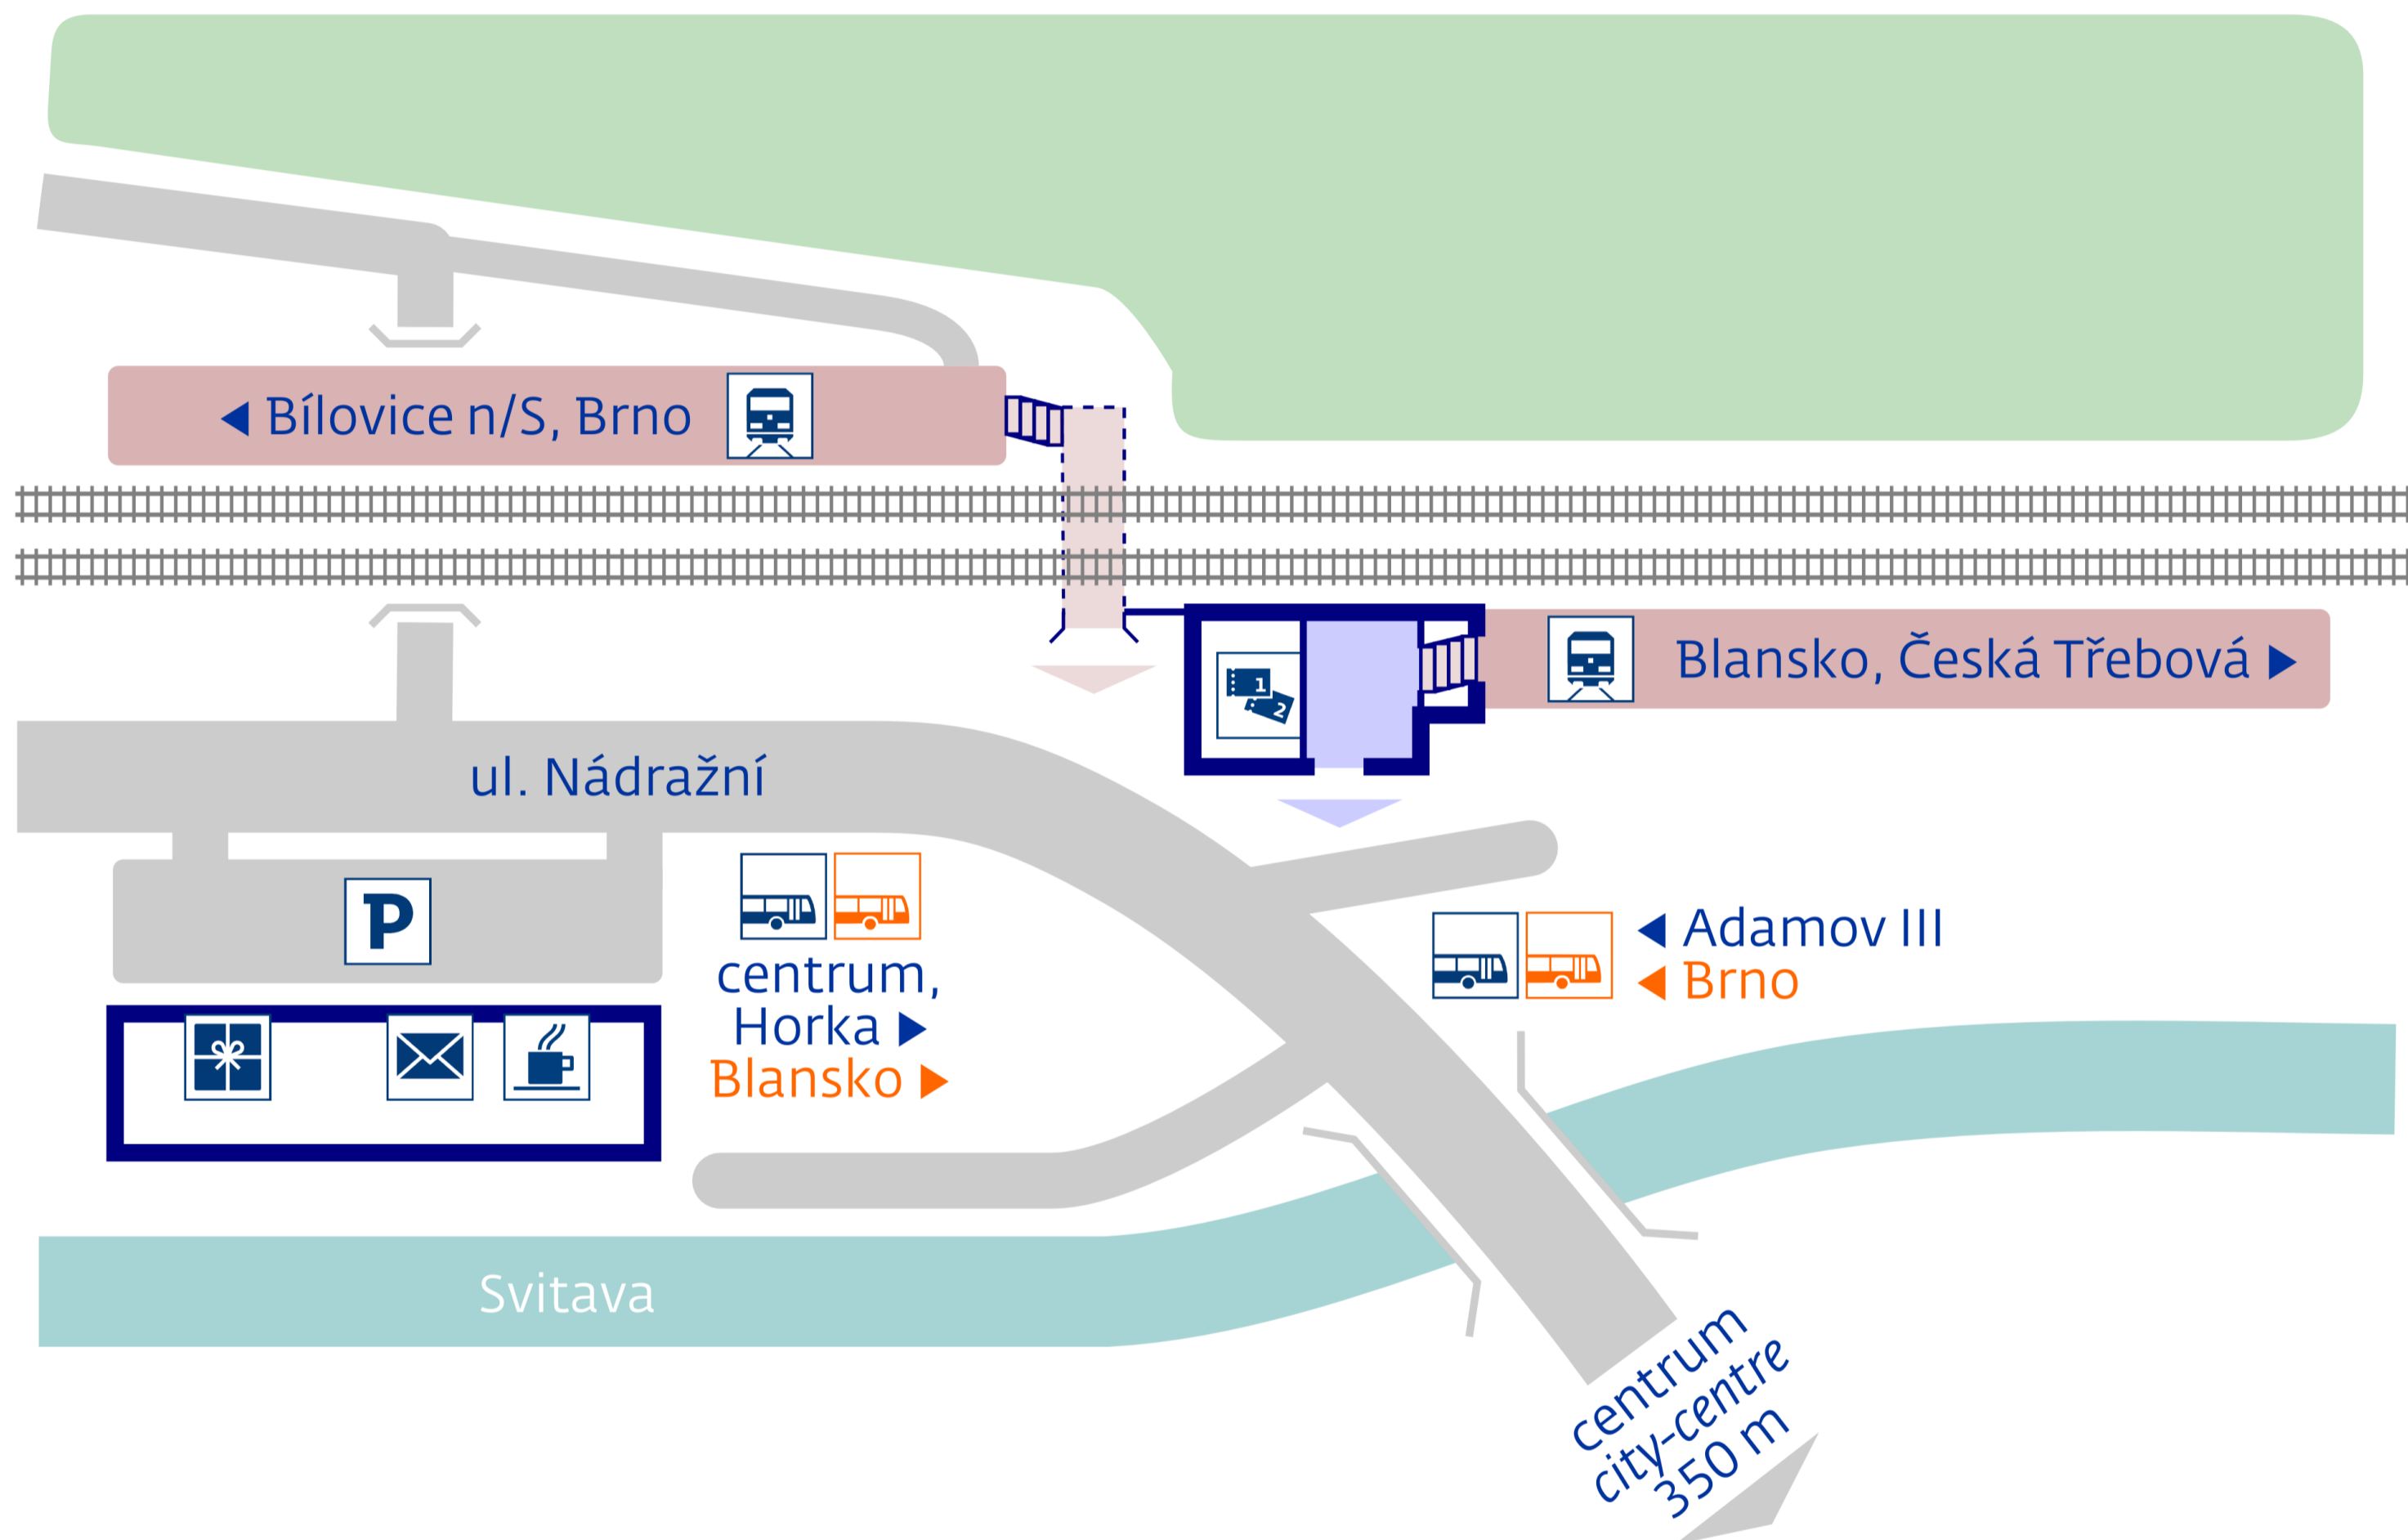 Bílovice n/S, Brno
Blansko, Česká Třebová
1
2
ul. Nádražní
P
centrum,
Horka
Blansko
Adamov III
Brno
Svitava
centrum
city-centre
350 m